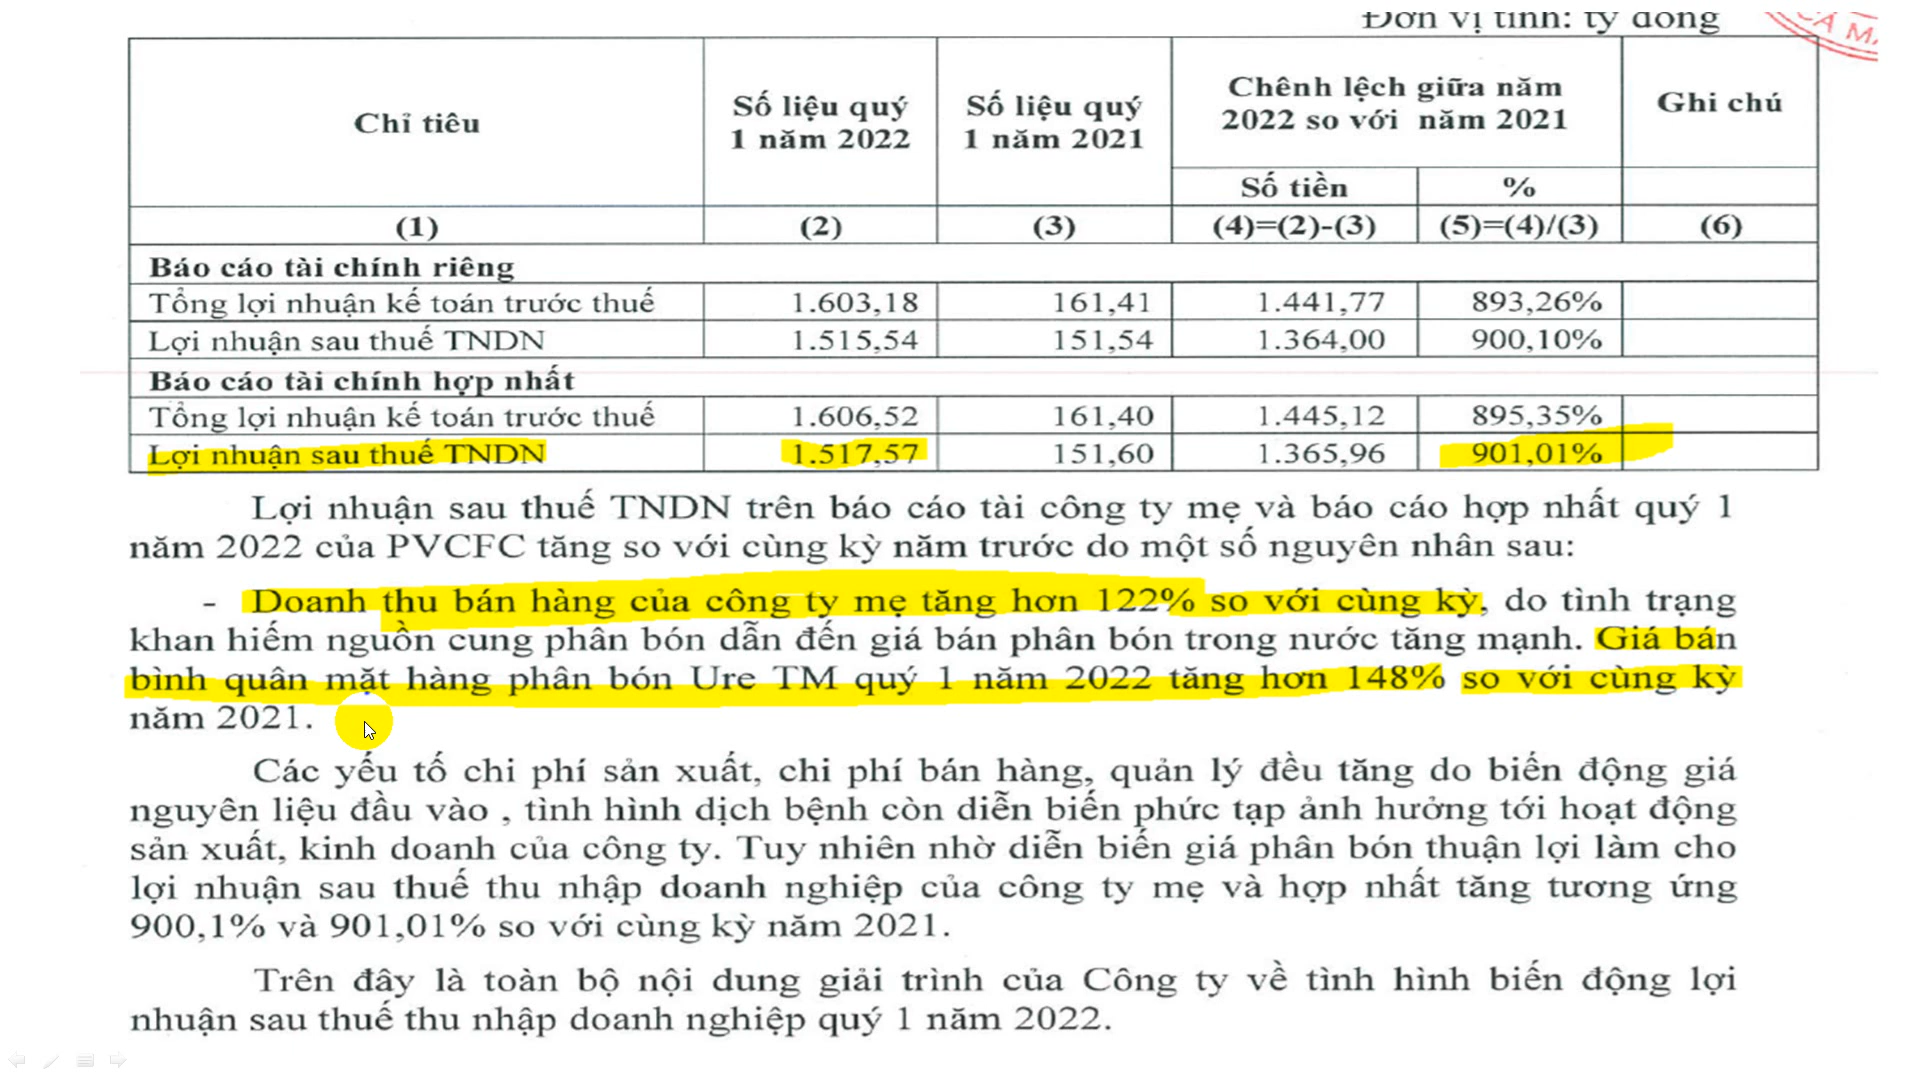 Đơn vị tính: tỷ đồng
CÀ MA
Chỉ tiêu
Số liệu quý
1 năm 2022
Số liệu quý
1 năm 2021
Chênh lệch giữa năm
2022 so với năm 2021
Ghi chú
Số tiền %
(1) (2) (3) (4)=(2)-(3) (5)=(4)/(3) (6)
Báo cáo tài chính riêng
Tổng lợi nhuận kế toán trước thuế 1.603,18 161,41 1.441,77 893,26%
Lợi nhuận sau thuế TNDN 1.515,54 151,54 1.364,00 900,10%
Báo cáo tài chính hợp nhất
Tổng lợi nhuận kế toán trước thuế 1.606,52 161,40 1.445,12 895,35%
Lợi nhuận sau thuế TNDN 1.517,57 151,60 1.365,96 901,01%
Lợi nhuận sau thuế TNDN trên báo cáo tài công ty mẹ và báo cáo hợp nhất quý 1
năm 2022 của PVCFC tăng so với cùng kỳ năm trước do một số nguyên nhân sau:
- Doanh thu bán hàng của công ty mẹ tăng hơn 122% so với cùng kỳ, do tình trạng
khan hiếm nguồn cung phân bón dẫn đến giá bán phân bón trong nước tăng mạnh. Giá bán
bình quân mặt hàng phân bón Ure TM quý 1 năm 2022 tăng hơn 148% so với cùng kỳ
năm 2021.
Các yếu tố chi phí sản xuất, chi phí bán hàng, quản lý đều tăng do biến động giá
nguyên liệu đầu vào , tình hình dịch bệnh còn diễn biến phức tạp ảnh hưởng tới hoạt động
sản xuất, kinh doanh của công ty. Tuy nhiên nhờ diễn biến giá phân bón thuận lợi làm cho
lợi nhuận sau thuế thu nhập doanh nghiệp của công ty mẹ và hợp nhất tăng tương ứng
900,1% và 901,01% so với cùng kỳ năm 2021.
Trên đây là toàn bộ nội dung giải trình của Công ty về tình hình biến động lợi
nhuận sau thuế thu nhập doanh nghiệp quý 1 năm 2022.